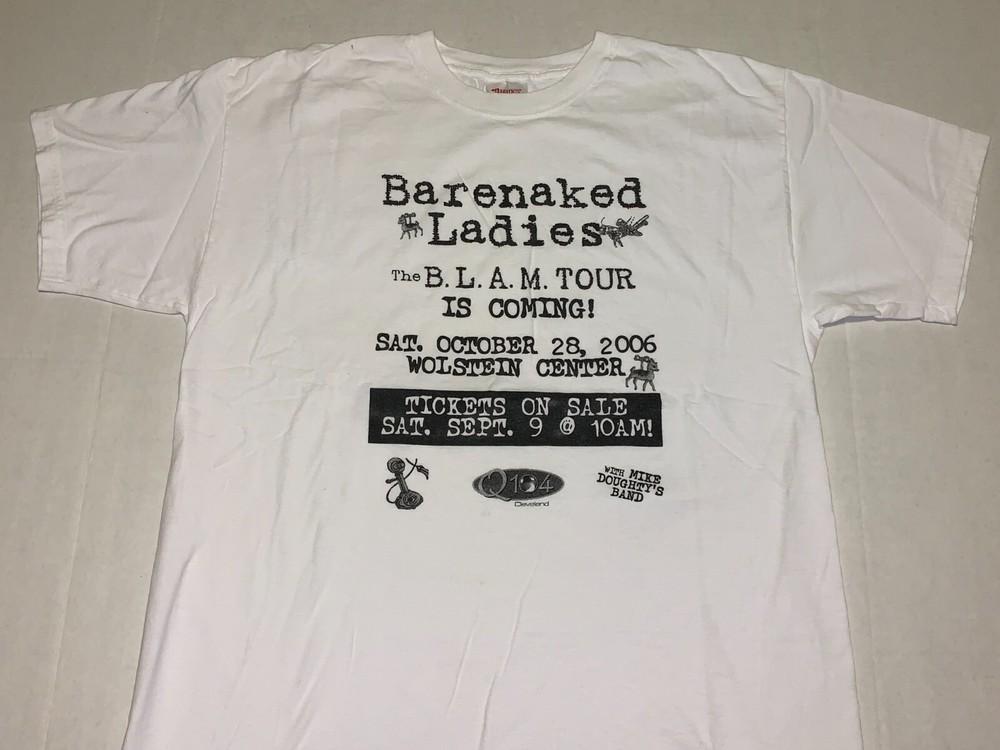 Barenaked
Ladies
The B.L.A.M. TOUR
IS COMING!
SAT. OCTOBER 28, 2006
WOLSTEIN CENTER
TICKETS ON SALE
SAT. SEPT. 9 @ 10AM!
Q104
Cleveland
WITH MIKE
DOUGHTY'S
BAND